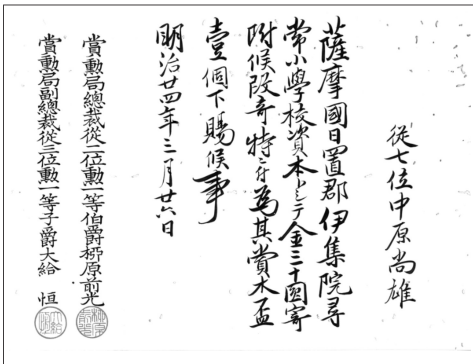 從七位中原尚雄
薩摩國日置郡伊集院尋
常小學校資本トシテ金三十圓寄
附候段奇特ニ付為其賞木盃
壹個下賜候事
明治廿四年三月廿六日
賞勲局總裁從二位勲一等伯爵栁原前光
賞勲局副總裁從三位勲一等子爵大給 恒